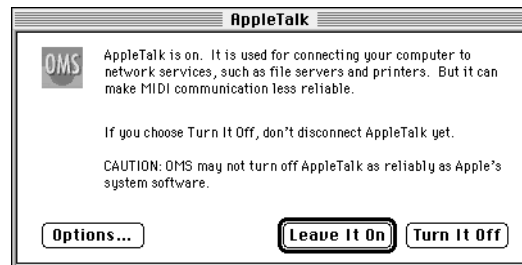 AppleTalk
OMS
AppleTalk is on. It is used for connecting your computer to
network services, such as file servers and printers. But it can
make MIDI communication less reliable.
If you choose Turn It Off, don't disconnect AppleTalk yet.
CAUTION: OMS may not turn off AppleTalk as reliably as Apple's
system software.
Options... Leave It On Turn It Off